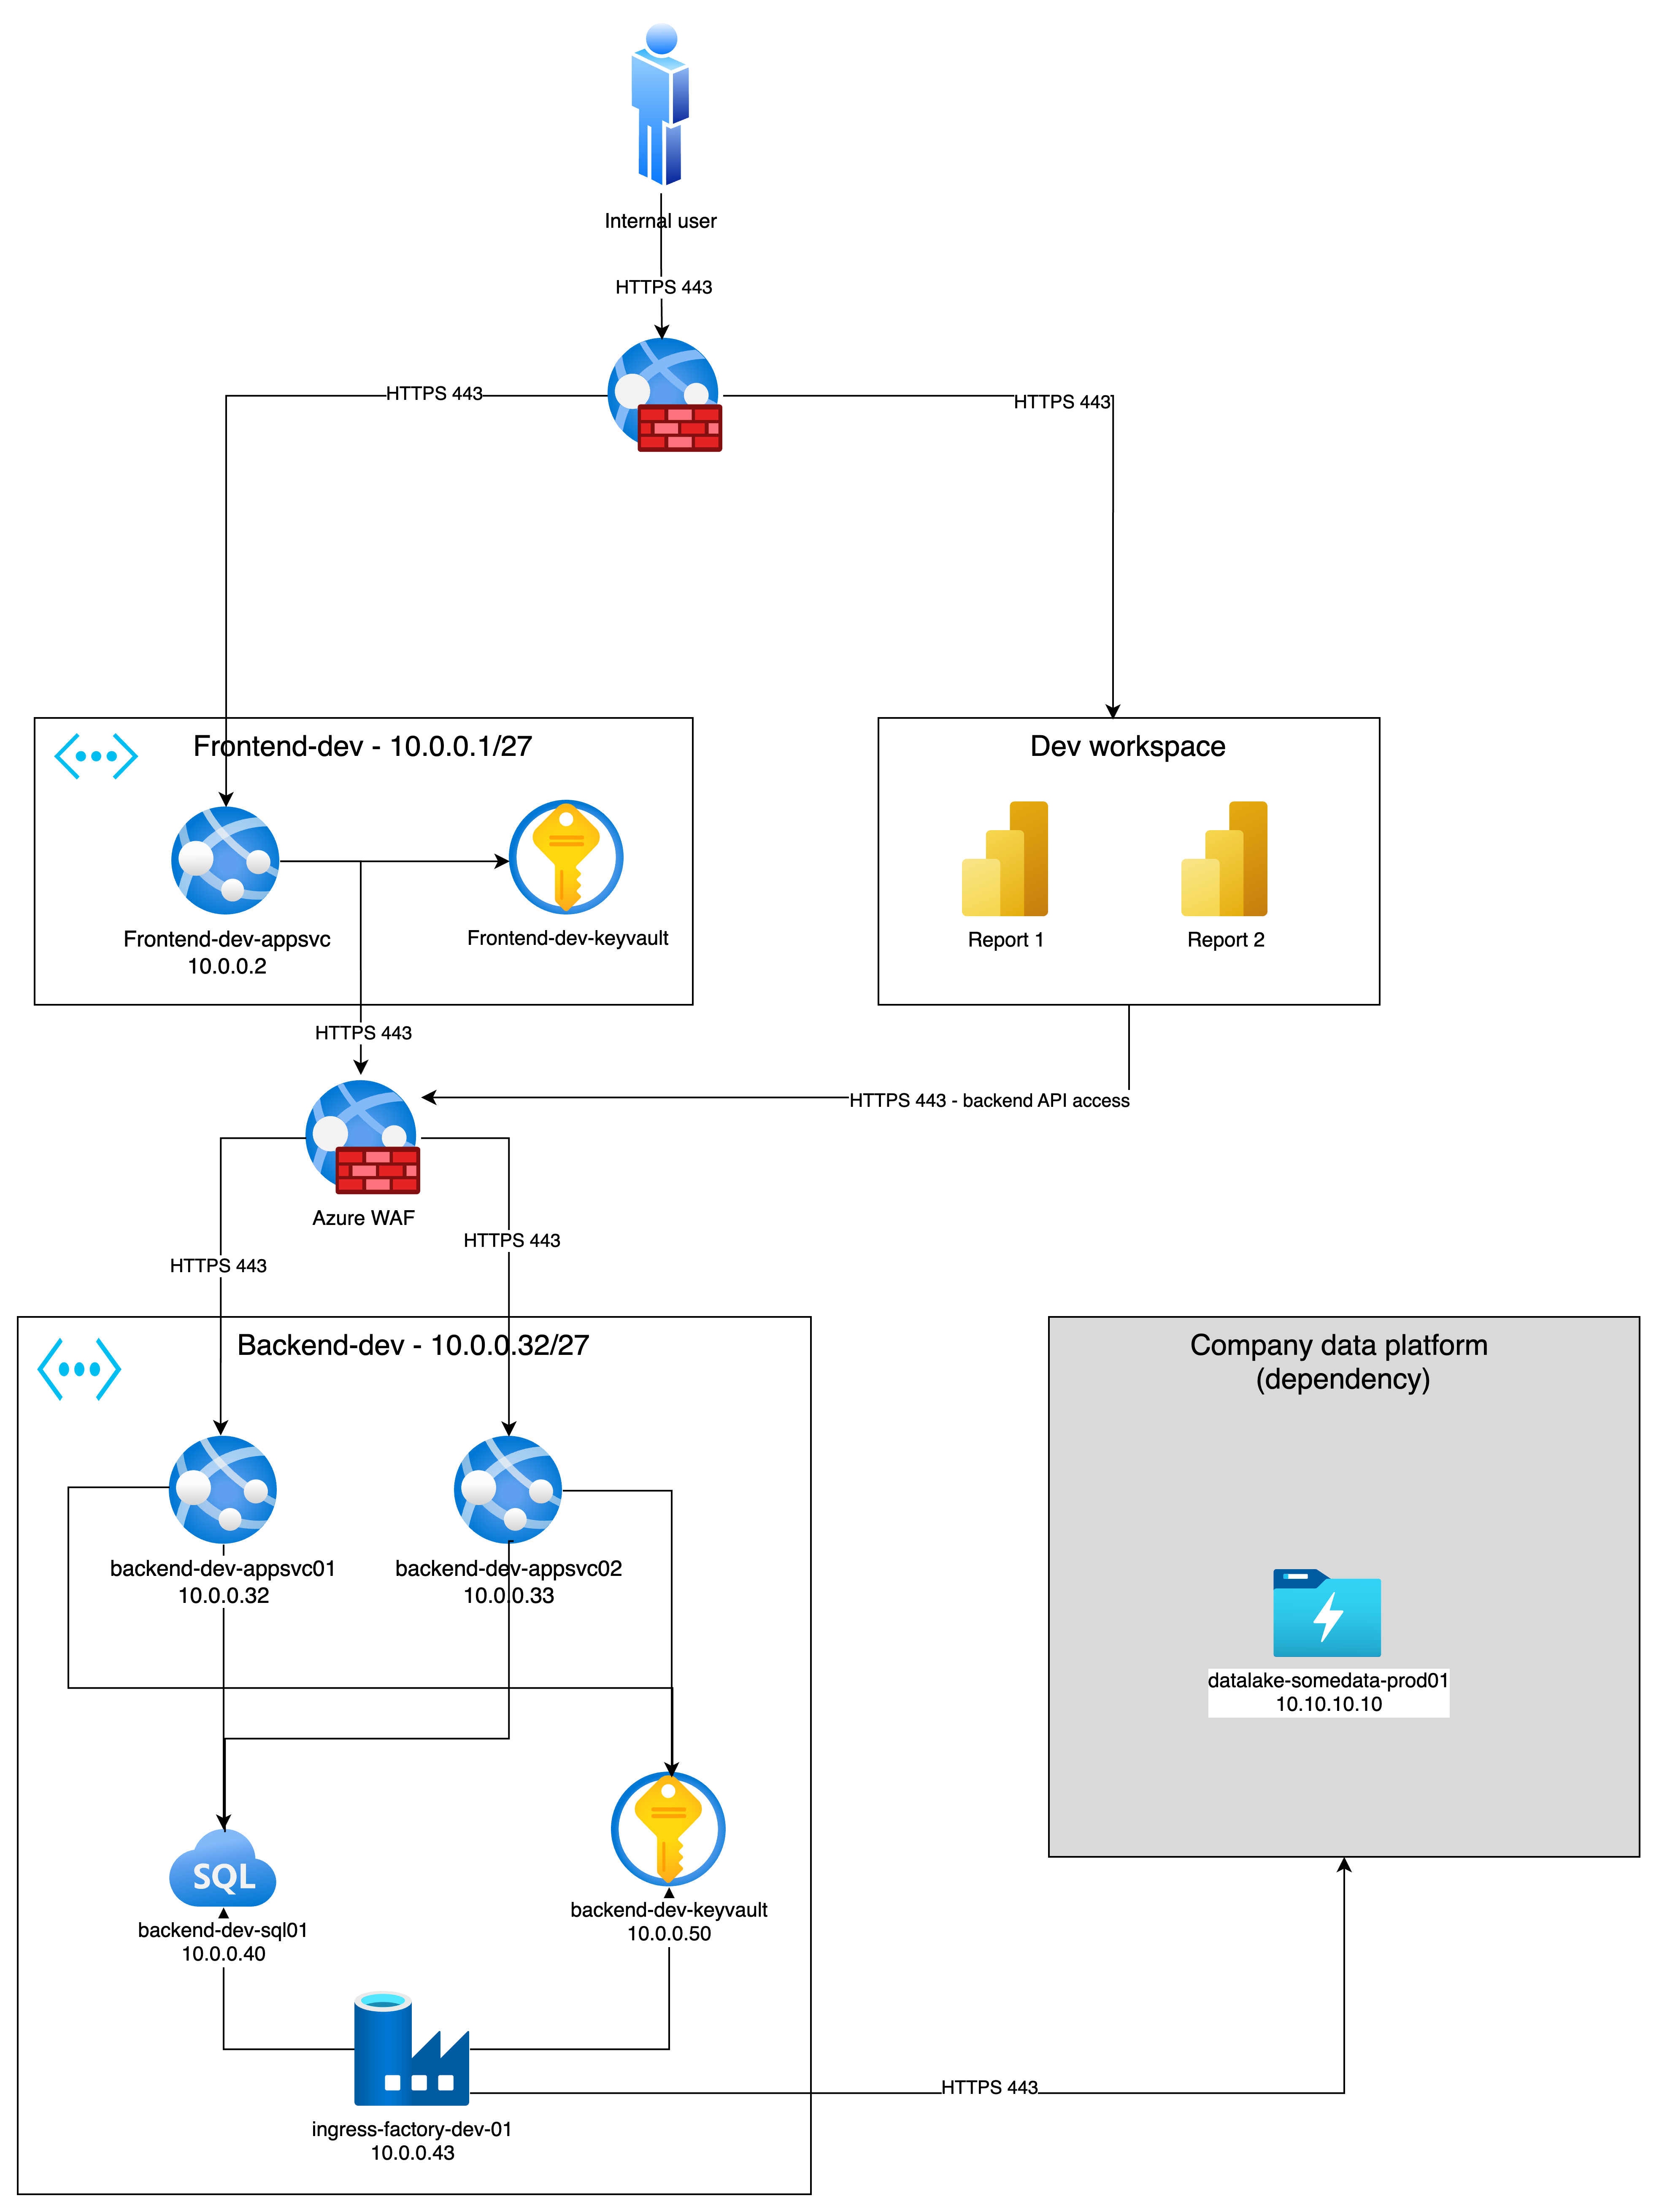 Internal user
HTTPS 443
HTTPS 443
HTTPS 443
Frontend-dev - 10.0.0.1/27
Dev workspace
Frontend-dev-appsvc
10.0.0.2
Frontend-dev-keyvault
Report 1
Report 2
HTTPS 443
HTTPS 443 - backend API access
Azure WAF
HTTPS 443
HTTPS 443
Backend-dev - 10.0.0.32/27
Company data platform
(dependency)
backend-dev-appsvc01
10.0.0.32
backend-dev-appsvc02
10.0.0.33
datalake-somedata-prod01
10.10.10.10
SQL
backend-dev-sql01
10.0.0.40
backend-dev-keyvault
10.0.0.50
HTTPS 443
ingress-factory-dev-01
10.0.0.43